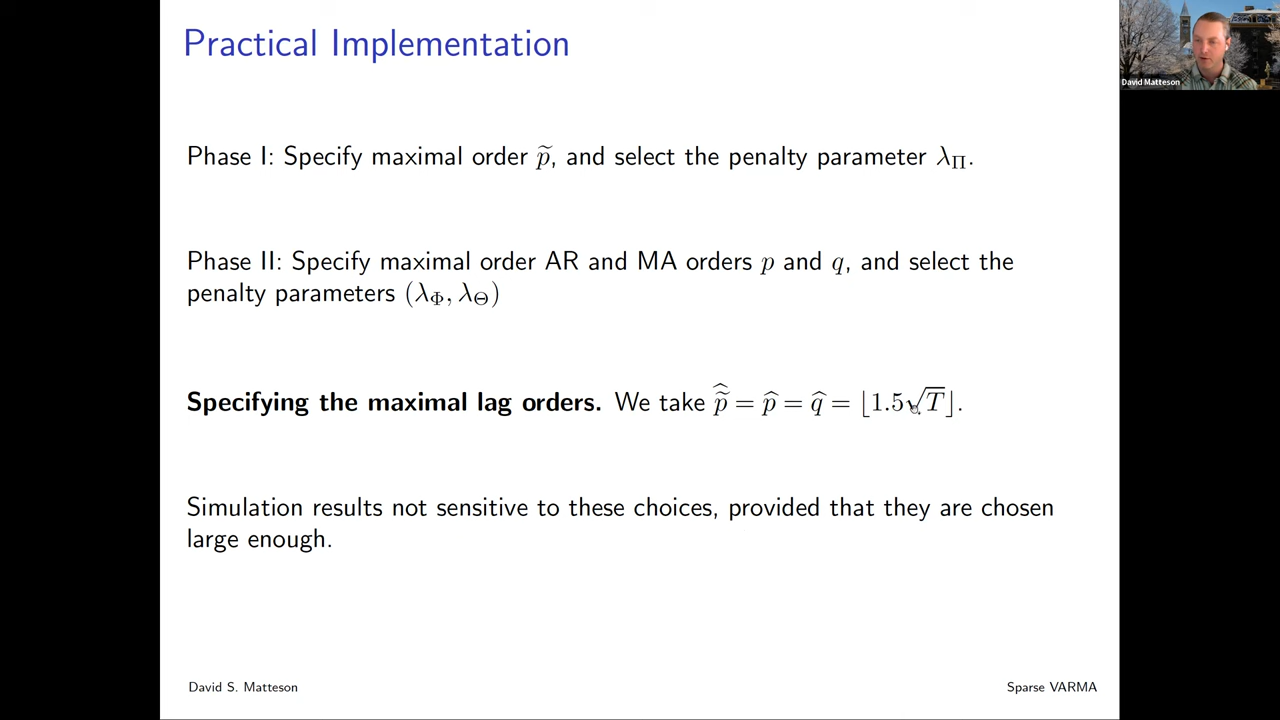 Practical Implementation
David Matteson
Phase I: Specify maximal order p̃, and select the penalty parameter λ_Π.
Phase II: Specify maximal order AR and MA orders p and q, and select the
penalty parameters (λ_Φ, λ_Θ)
Specifying the maximal lag orders. We take p̃̂ = p̂ = q̂ = ⌊1.5√T⌋.
Simulation results not sensitive to these choices, provided that they are chosen
large enough.
David S. Matteson
Sparse VARMA